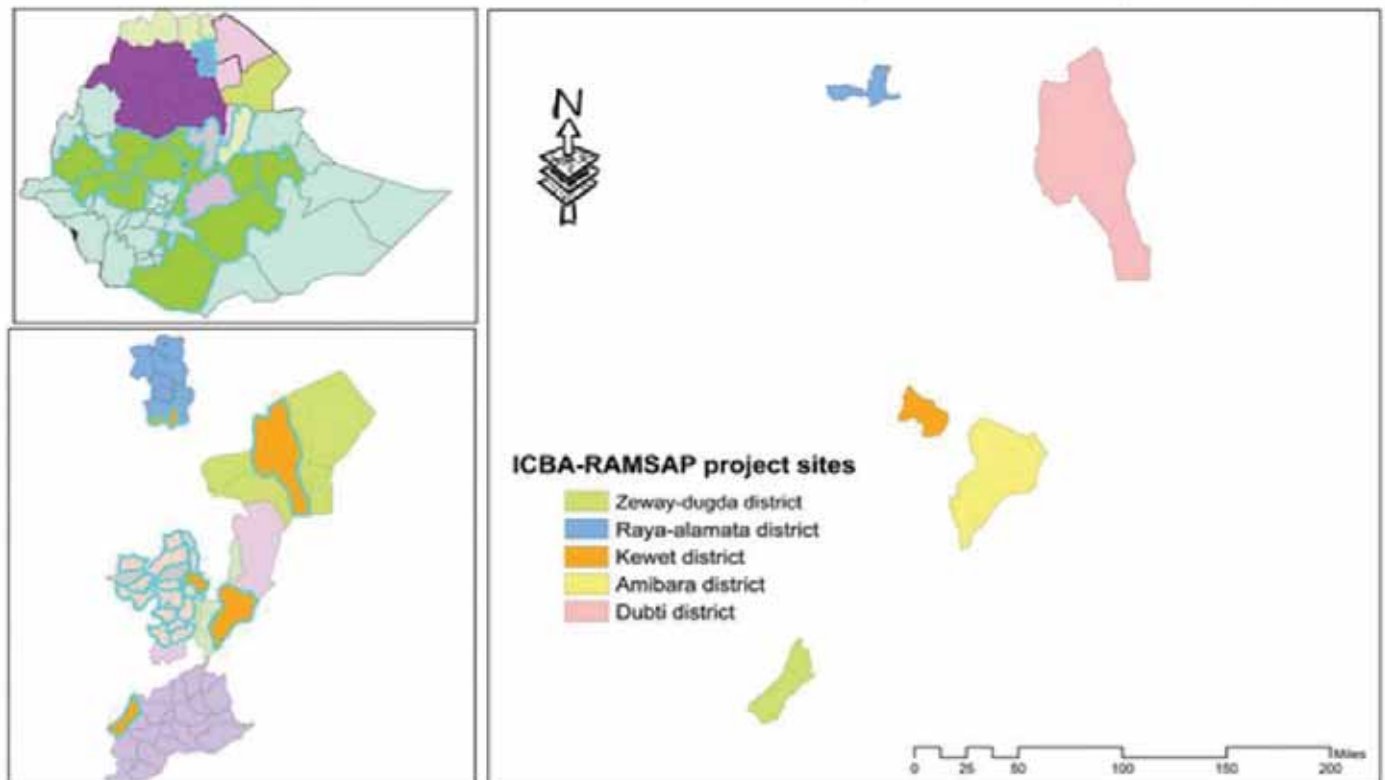 N
ICBA-RAMSAP project sites
Zeway-dugda district
Raya-alamata district
Kewet district
Amibara district
Dubti district
Miles
0 25 50 100 150 200